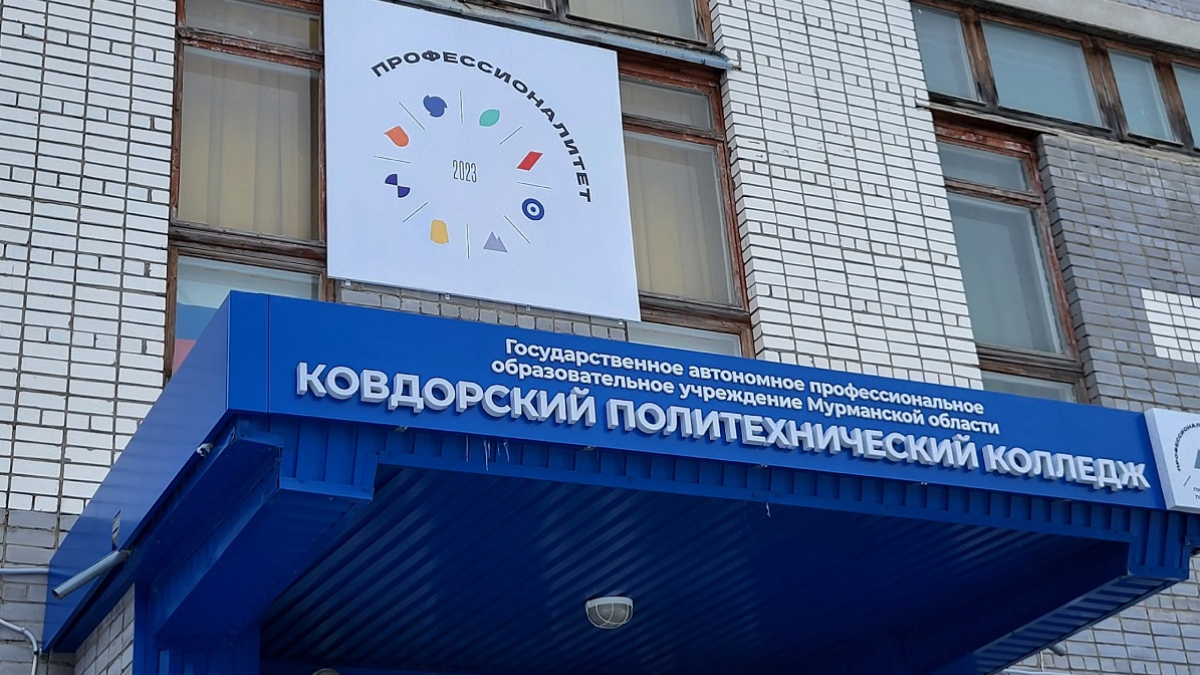 ПРОФЕССИОНАЛИТЕТ
2023
Государственное автономное профессиональное
образовательное учреждение Мурманской области
КОВДОРСКИЙ ПОЛИТЕХНИЧЕСКИЙ КОЛЛЕДЖ